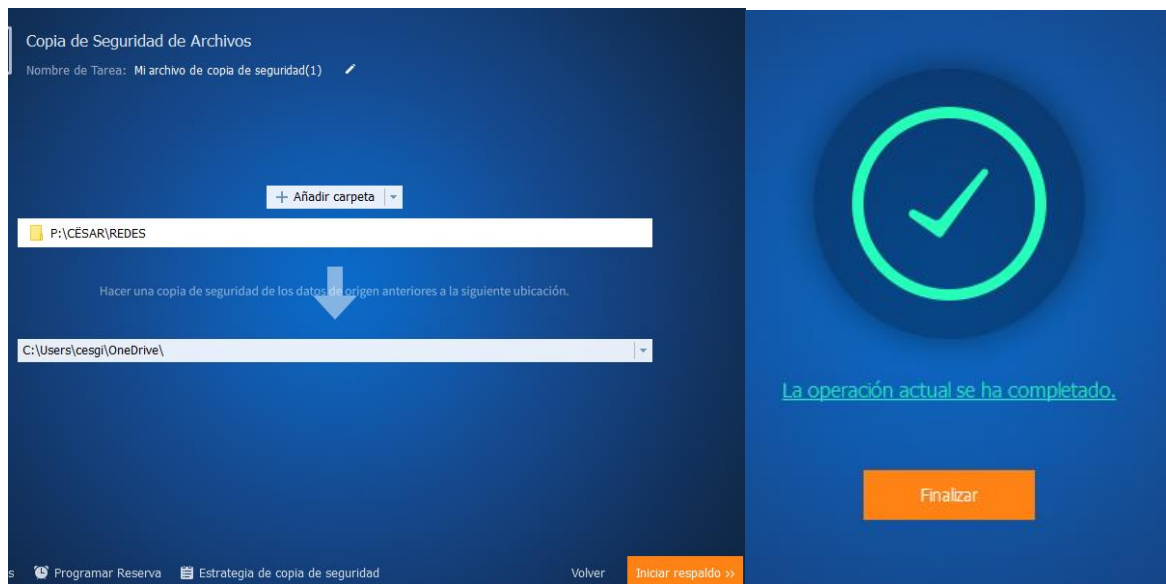 Copia de Seguridad de Archivos
Nombre de Tarea: Mi archivo de copia de seguridad(1)
+ Añadir carpeta
P:\CÉSAR\REDES
Hacer una copia de seguridad de los datos de origen anteriores a la siguiente ubicación.
C:\Users\cesgi\OneDrive\
s Programar Reserva Estrategia de copia de seguridad Volver Iniciar respaldo »
La operación actual se ha completado.
Finalizar